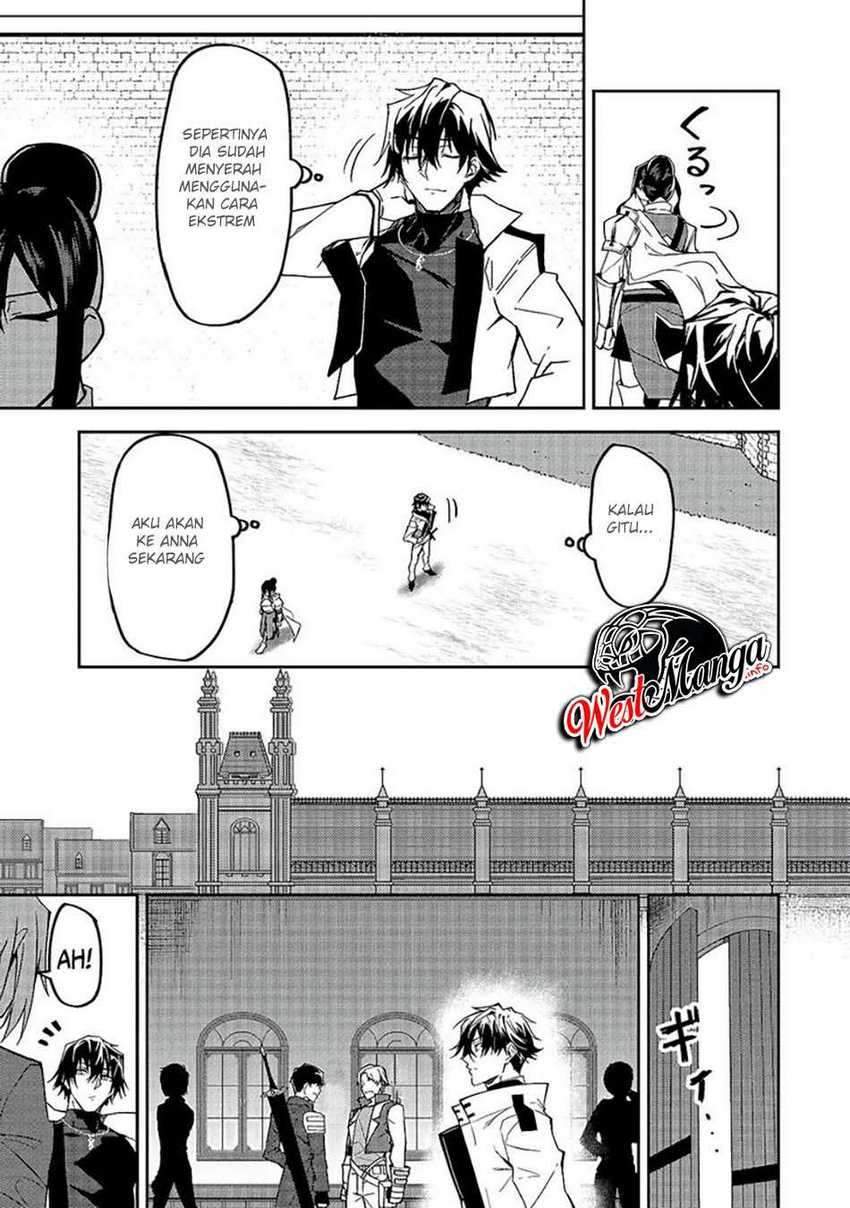 くるっ
SEPERTINYA
DIA SUDAH
MENYERAH
MENGGUNA-
KAN CARA
EKSTREM
KALAU
GITU...
AKU AKAN
KE ANNA
SEKARANG
WestManga
.info
ギィ...
AH!